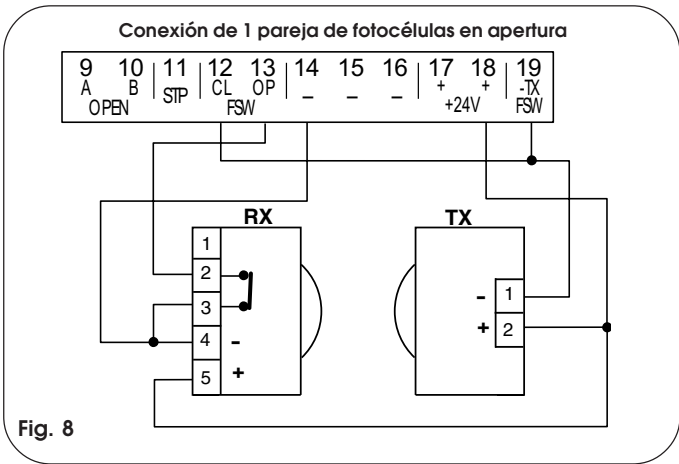 Conexión de 1 pareja de fotocélulas en apertura
9 10 11 12 13 14 15 16 17 18 19
A B STP CL OP – – – + + -TX
OPEN FSW +24V FSW
RX TX
1
2
3
4 -
5 +
- 1
+ 2
Fig. 8